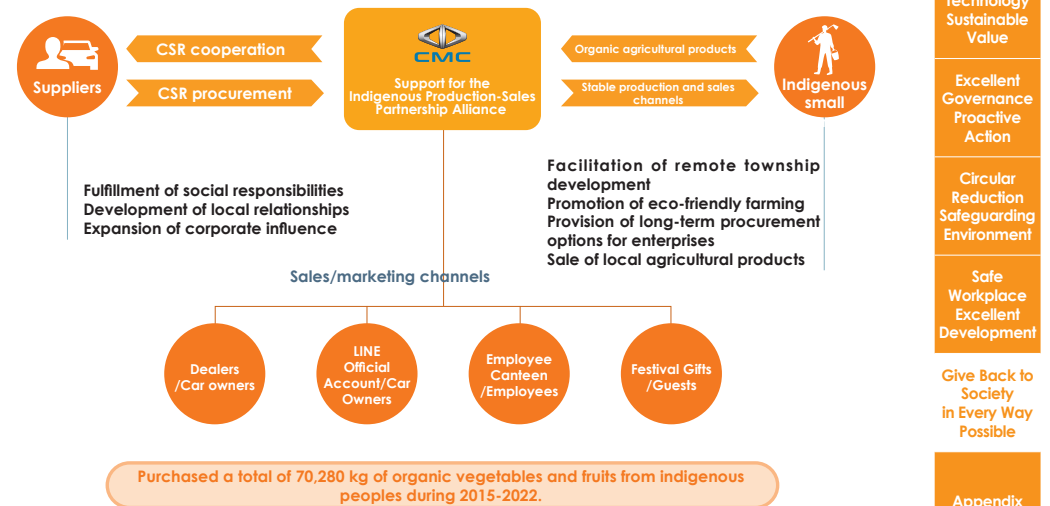 Suppliers
CSR cooperation
CSR procurement
CMC
Support for the
Indigenous Production-Sales
Partnership Alliance
Organic agricultural products
Stable production and sales
channels
Indigenous
small
Fulfillment of social responsibilities
Development of local relationships
Expansion of corporate influence
Facilitation of remote township
development
Promotion of eco-friendly farming
Provision of long-term procurement
options for enterprises
Sale of local agricultural products
Sales/marketing channels
Dealers
/Car owners
LINE
Official
Account/Car
Owners
Employee
Canteen
/Employees
Festival Gifts
/Guests
Purchased a total of 70,280 kg of organic vegetables and fruits from indigenous
peoples during 2015-2022.
Technology
Sustainable
Value
Excellent
Governance
Proactive
Action
Circular
Reduction
Safeguarding
Environment
Safe
Workplace
Excellent
Development
Give Back to
Society
in Every Way
Possible
Appendix